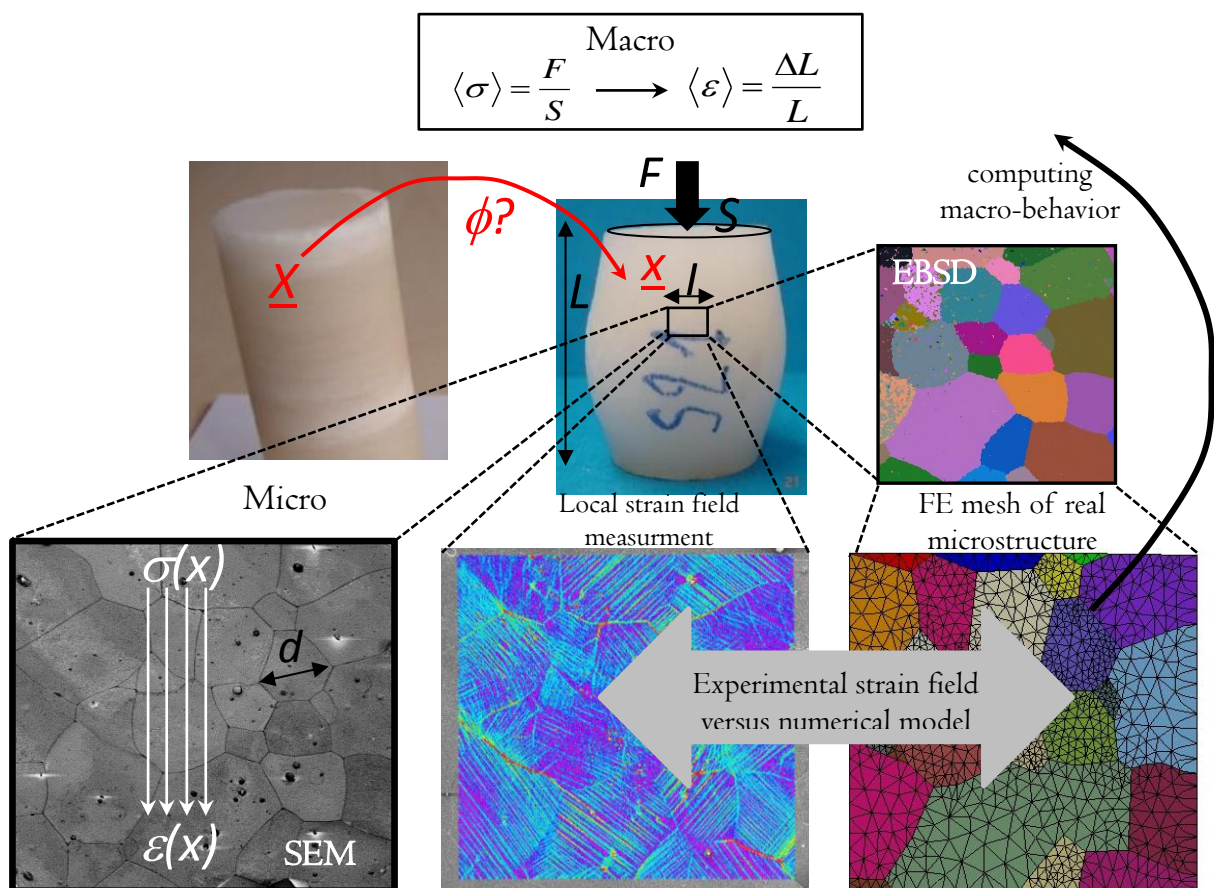 Macro
⟨σ⟩ = F/S → ⟨ε⟩ = ΔL/L
computing
macro-behavior
F
S
ϕ?
X
x
l
L
EBSD
21
Micro
Local strain field
measurment
FE mesh of real
microstructure
σ(x)
d
Experimental strain field
versus numerical model
ε(x)
SEM